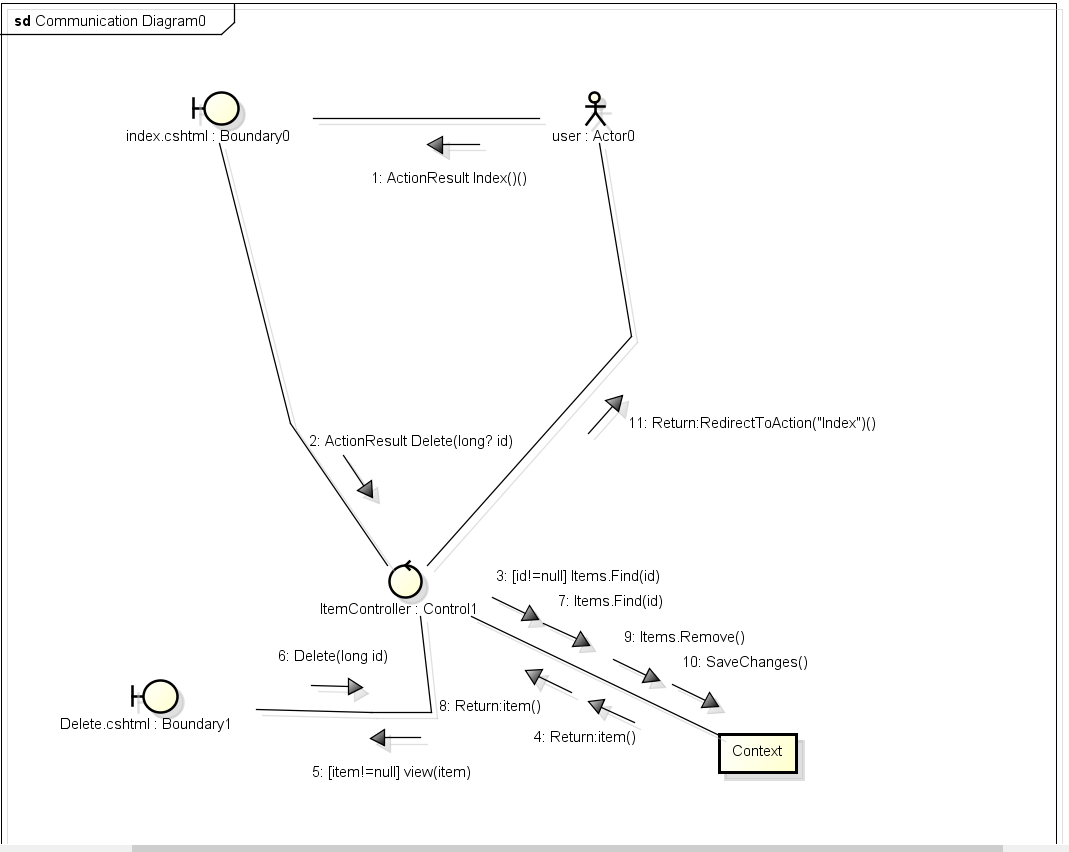 sd Communication Diagram0
index.cshtml : Boundary0
user : Actor0
1: ActionResult Index()()
11: Return:RedirectToAction("Index")()
2: ActionResult Delete(long? id)
3: [id!=null] Items.Find(id)
7: Items.Find(id)
ItemController : Control1
9: Items.Remove()
6: Delete(long id)
10: SaveChanges()
8: Return:item()
Delete.cshtml : Boundary1
4: Return:item()
Context
5: [item!=null] view(item)